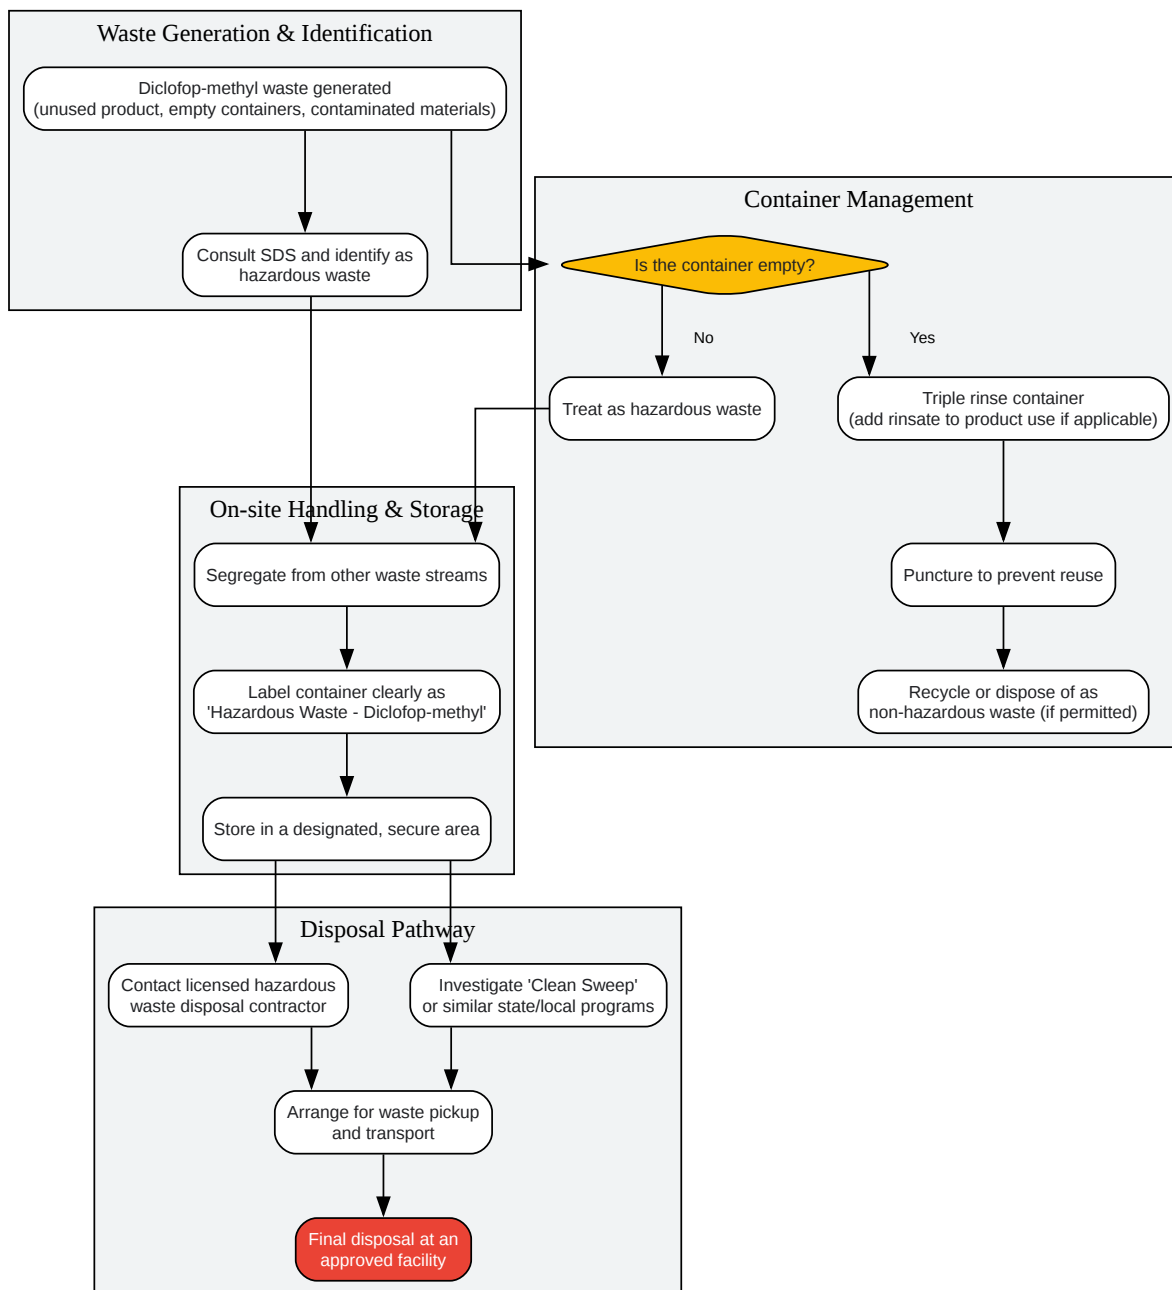 Waste Generation & Identification
Diclofop-methyl waste generated
(unused product, empty containers, contaminated materials)
Consult SDS and identify as
hazardous waste
Container Management
Is the container empty?
No
Yes
Treat as hazardous waste
Triple rinse container
(add rinsate to product use if applicable)
Puncture to prevent reuse
Recycle or dispose of as
non-hazardous waste (if permitted)
On-site Handling & Storage
Segregate from other waste streams
Label container clearly as
'Hazardous Waste - Diclofop-methyl'
Store in a designated, secure area
Disposal Pathway
Contact licensed hazardous
waste disposal contractor
Investigate 'Clean Sweep'
or similar state/local programs
Arrange for waste pickup
and transport
Final disposal at an
approved facility